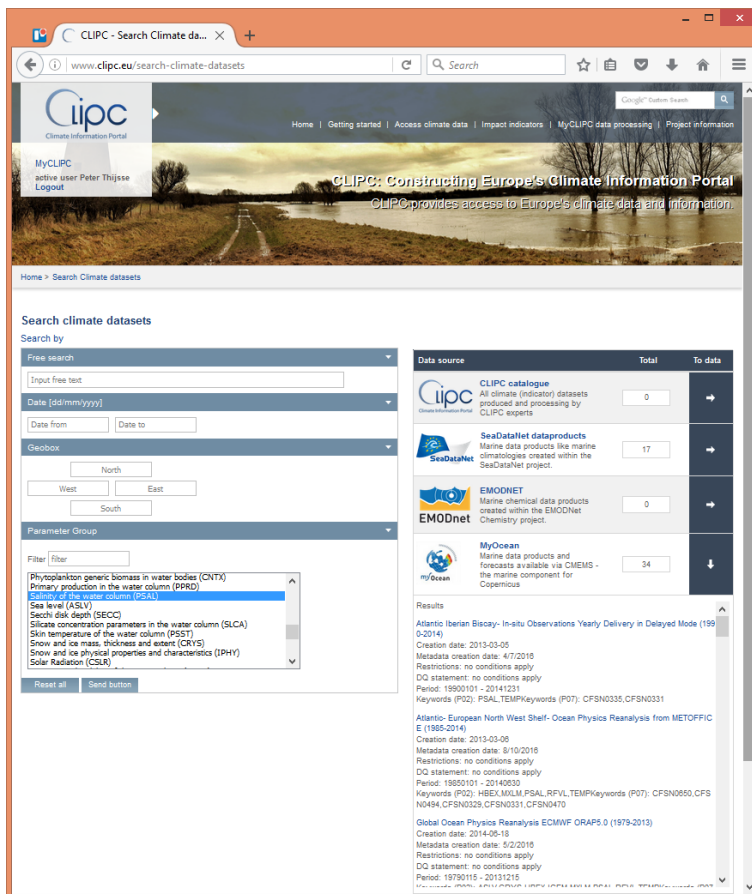 CLIPC - Search Climate da...
www.clipc.eu/search-climate-datasets
Search
Clipc
Climate Information Portal
Google™ Custom Search
Home | Getting started | Access climate data | Impact indicators | MyCLIPC data processing | Project information
MyCLIPC
active user Peter Thijsse
Logout
CLIPC: Constructing Europe's Climate Information Portal
CLIPC provides access to Europe's climate data and information.
Home > Search Climate datasets
Search climate datasets
Search by
Free search
Input free text
Date [dd/mm/yyyy]
Date from
Date to
Geobox
North
West
East
South
Parameter Group
Filter
filter
Phytoplankton generic biomass in water bodies (CNTX)
Primary production in the water column (PPRD)
Salinity of the water column (PSAL)
Sea level (ASLV)
Secchi disk depth (SECC)
Silicate concentration parameters in the water column (SLCA)
Skin temperature of the water column (PSST)
Snow and ice mass, thickness and extent (CRYS)
Snow and ice physical properties and characteristics (IPHY)
Solar Radiation (CSLR)
Reset all
Send button
Data source Total To data
Clipc
Climate Information Portal
CLIPC catalogue
All climate (indicator) datasets
produced and processing by
CLIPC experts
0
SeaDataNet
SeaDataNet dataproducts
Marine data products like marine
climatologies created within the
SeaDataNet project.
17
EMODnet
EMODNET
Marine chemical data products
created within the EMODNet
Chemistry project.
0
myOcean
MyOcean
Marine data products and
forecasts available via CMEMS -
the marine component for
Copernicus
34
Results
Atlantic Iberian Biscay- In-situ Observations Yearly Delivery in Delayed Mode (199
0-2014)
Creation date: 2013-03-05
Metadata creation date: 4/7/2016
Restrictions: no conditions apply
DQ statement: no conditions apply
Period: 19900101 - 20141231
Keywords (P02): PSAL,TEMPKeywords (P07): CFSN0335,CFSN0331
Atlantic- European North West Shelf- Ocean Physics Reanalysis from METOFFIC
E (1985-2014)
Creation date: 2013-03-06
Metadata creation date: 8/10/2016
Restrictions: no conditions apply
DQ statement: no conditions apply
Period: 19850101 - 20140630
Keywords (P02): HBEX,MXLM,PSAL,RFVL,TEMPKeywords (P07): CFSN0650,CFS
N0494,CFSN0329,CFSN0331,CFSN0470
Global Ocean Physics Reanalysis ECMWF ORAP5.0 (1979-2013)
Creation date: 2014-06-18
Metadata creation date: 5/2/2016
Restrictions: no conditions apply
DQ statement: no conditions apply
Period: 19790115 - 20131215